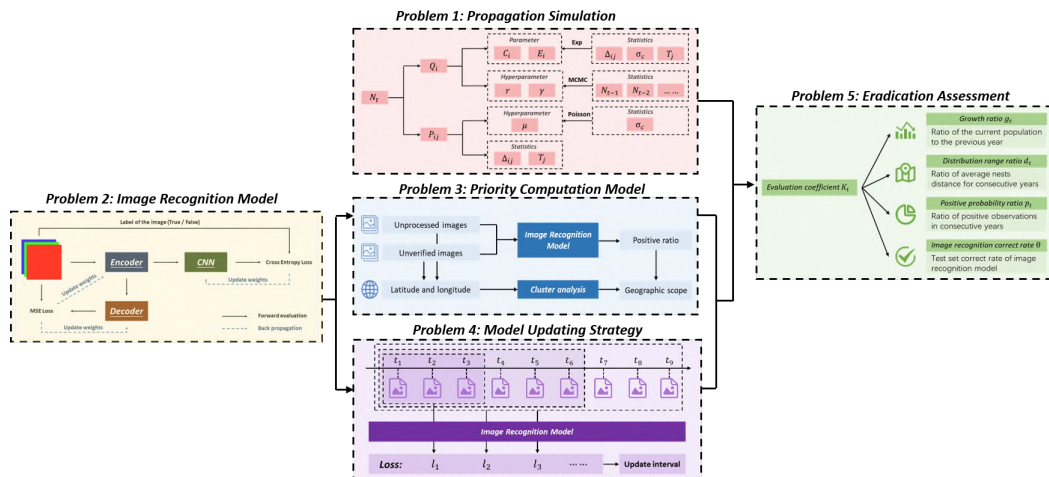 Problem 1: Propagation Simulation
Parameter
C_i E_i
Exp
Statistics
Δ_ij σ_c T_j
Q_i
Hyperparameter
r γ
MCMC
Statistics
N_t−1 N_t−2 ... ...
N_t
P_ij
Hyperparameter
μ
Poisson
Statistics
σ_c
Statistics
Δ_ij T_j
Problem 2: Image Recognition Model
Label of the image (True / False)
Encoder
CNN
Cross Entropy Loss
Update weights
Update weights
MSE Loss
Decoder
Update weights
Forward evaluation
Back propagation
Problem 3: Priority Computation Model
Unprocessed images
Unverified images
Image Recognition
Model
Positive ratio
Latitude and longitude
Cluster analysis
Geographic scope
Problem 4: Model Updating Strategy
t_1 t_2 t_3 t_4 t_5 t_6 t_7 t_8 t_9
Image Recognition Model
Loss: l_1 l_2 l_3 ... ... Update interval
Problem 5: Eradication Assessment
Evaluation coefficient K_t
Growth ratio g_t
Ratio of the current population
to the previous year
Distribution range ratio d_t
Ratio of average nests
distance for consecutive years
Positive probability ratio p_t
Ratio of positive observations
in consecutive years
Image recognition correct rate θ
Test set correct rate of image
recognition model